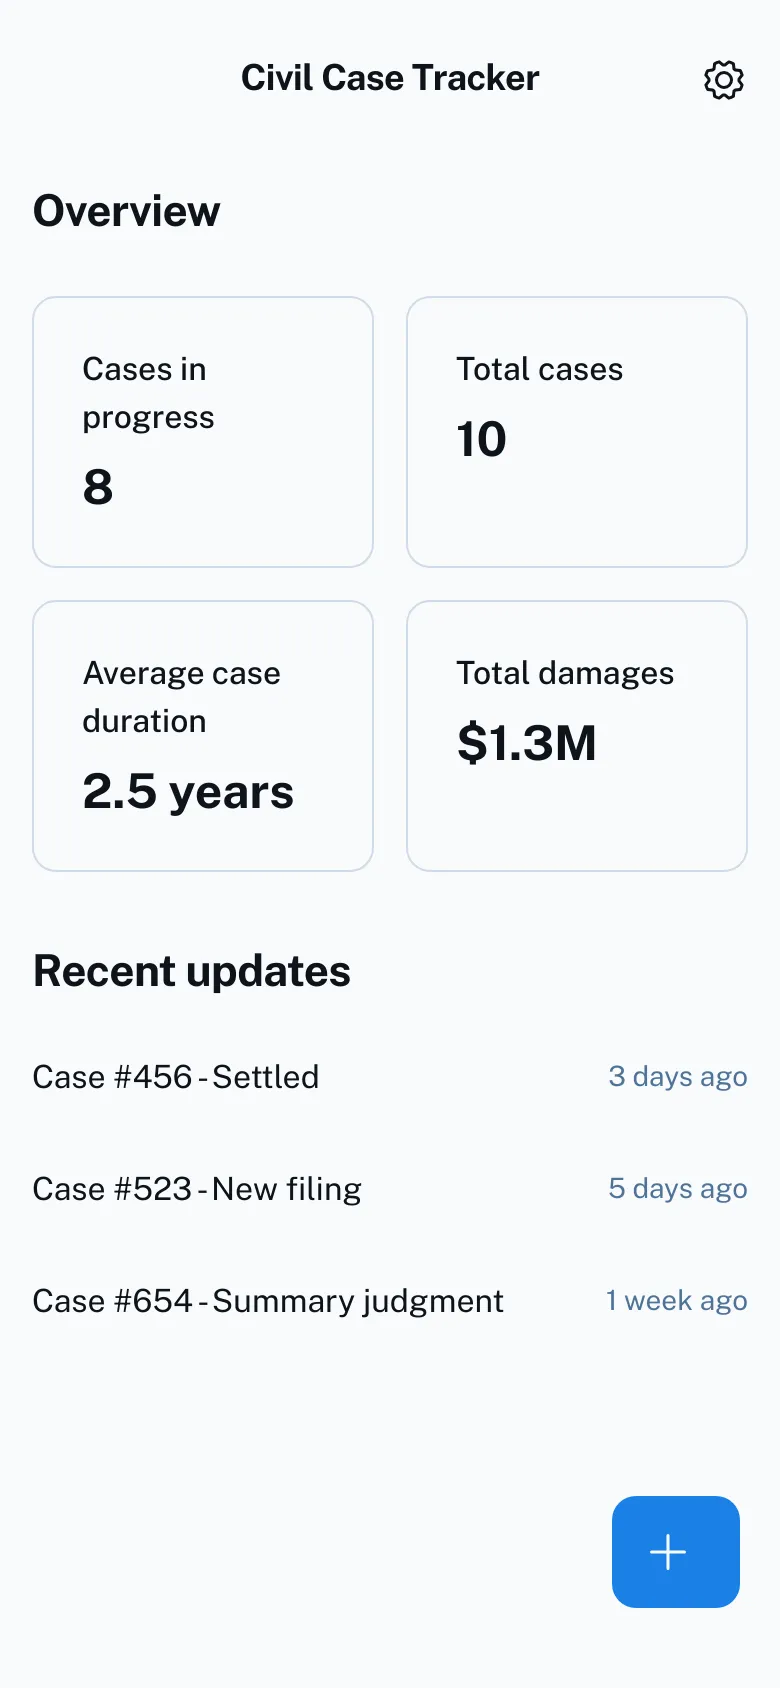 Civil Case Tracker
Overview
Cases in
progress
8
Total cases
10
Average case
duration
2.5 years
Total damages
$1.3M
Recent updates
Case #456 - Settled
3 days ago
Case #523 - New filing
5 days ago
Case #654 - Summary judgment
1 week ago